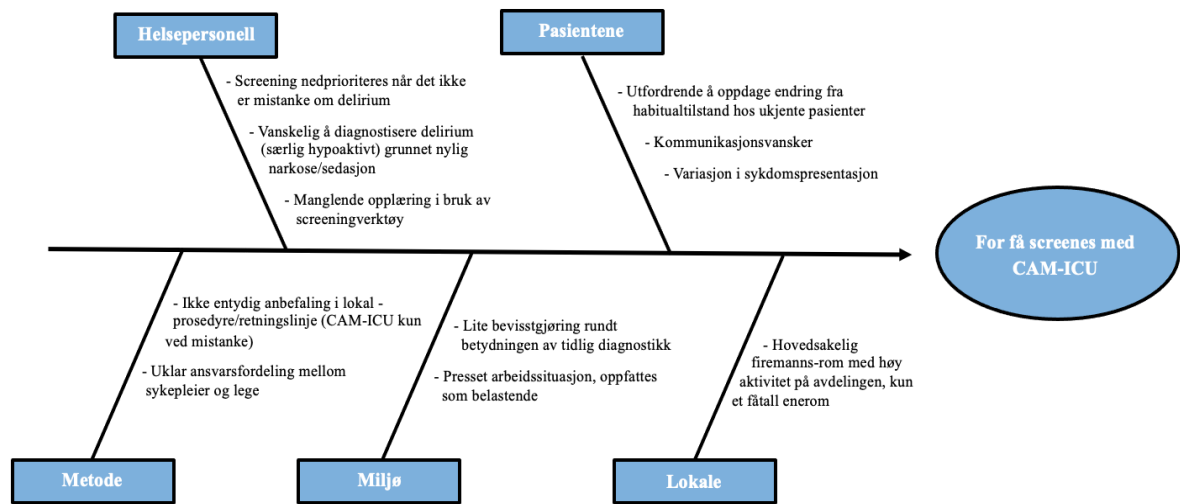 Helsepersonell
- Screening nedprioriteres når det ikke
er mistanke om delirium
- Vanskelig å diagnostisere delirium
(særlig hypoaktivt) grunnet nylig
narkose/sedasjon
- Manglende opplæring i bruk av
screeningverktøy
Pasientene
- Utfordrende å oppdage endring fra
habitualtilstand hos ukjente pasienter
- Kommunikasjonsvansker
- Variasjon i sykdomspresentasjon
For få screenes med
CAM-ICU
- Ikke entydig anbefaling i lokal -
prosedyre/retningslinje (CAM-ICU kun
ved mistanke)
- Uklar ansvarsfordeling mellom
sykepleier og lege
Metode
- Lite bevisstgjøring rundt
betydningen av tidlig diagnostikk
- Presset arbeidssituasjon, oppfattes
som belastende
Miljø
- Hovedsakelig
firemanns-rom med høy
aktivitet på avdelingen, kun
et fåtall enerom
Lokale